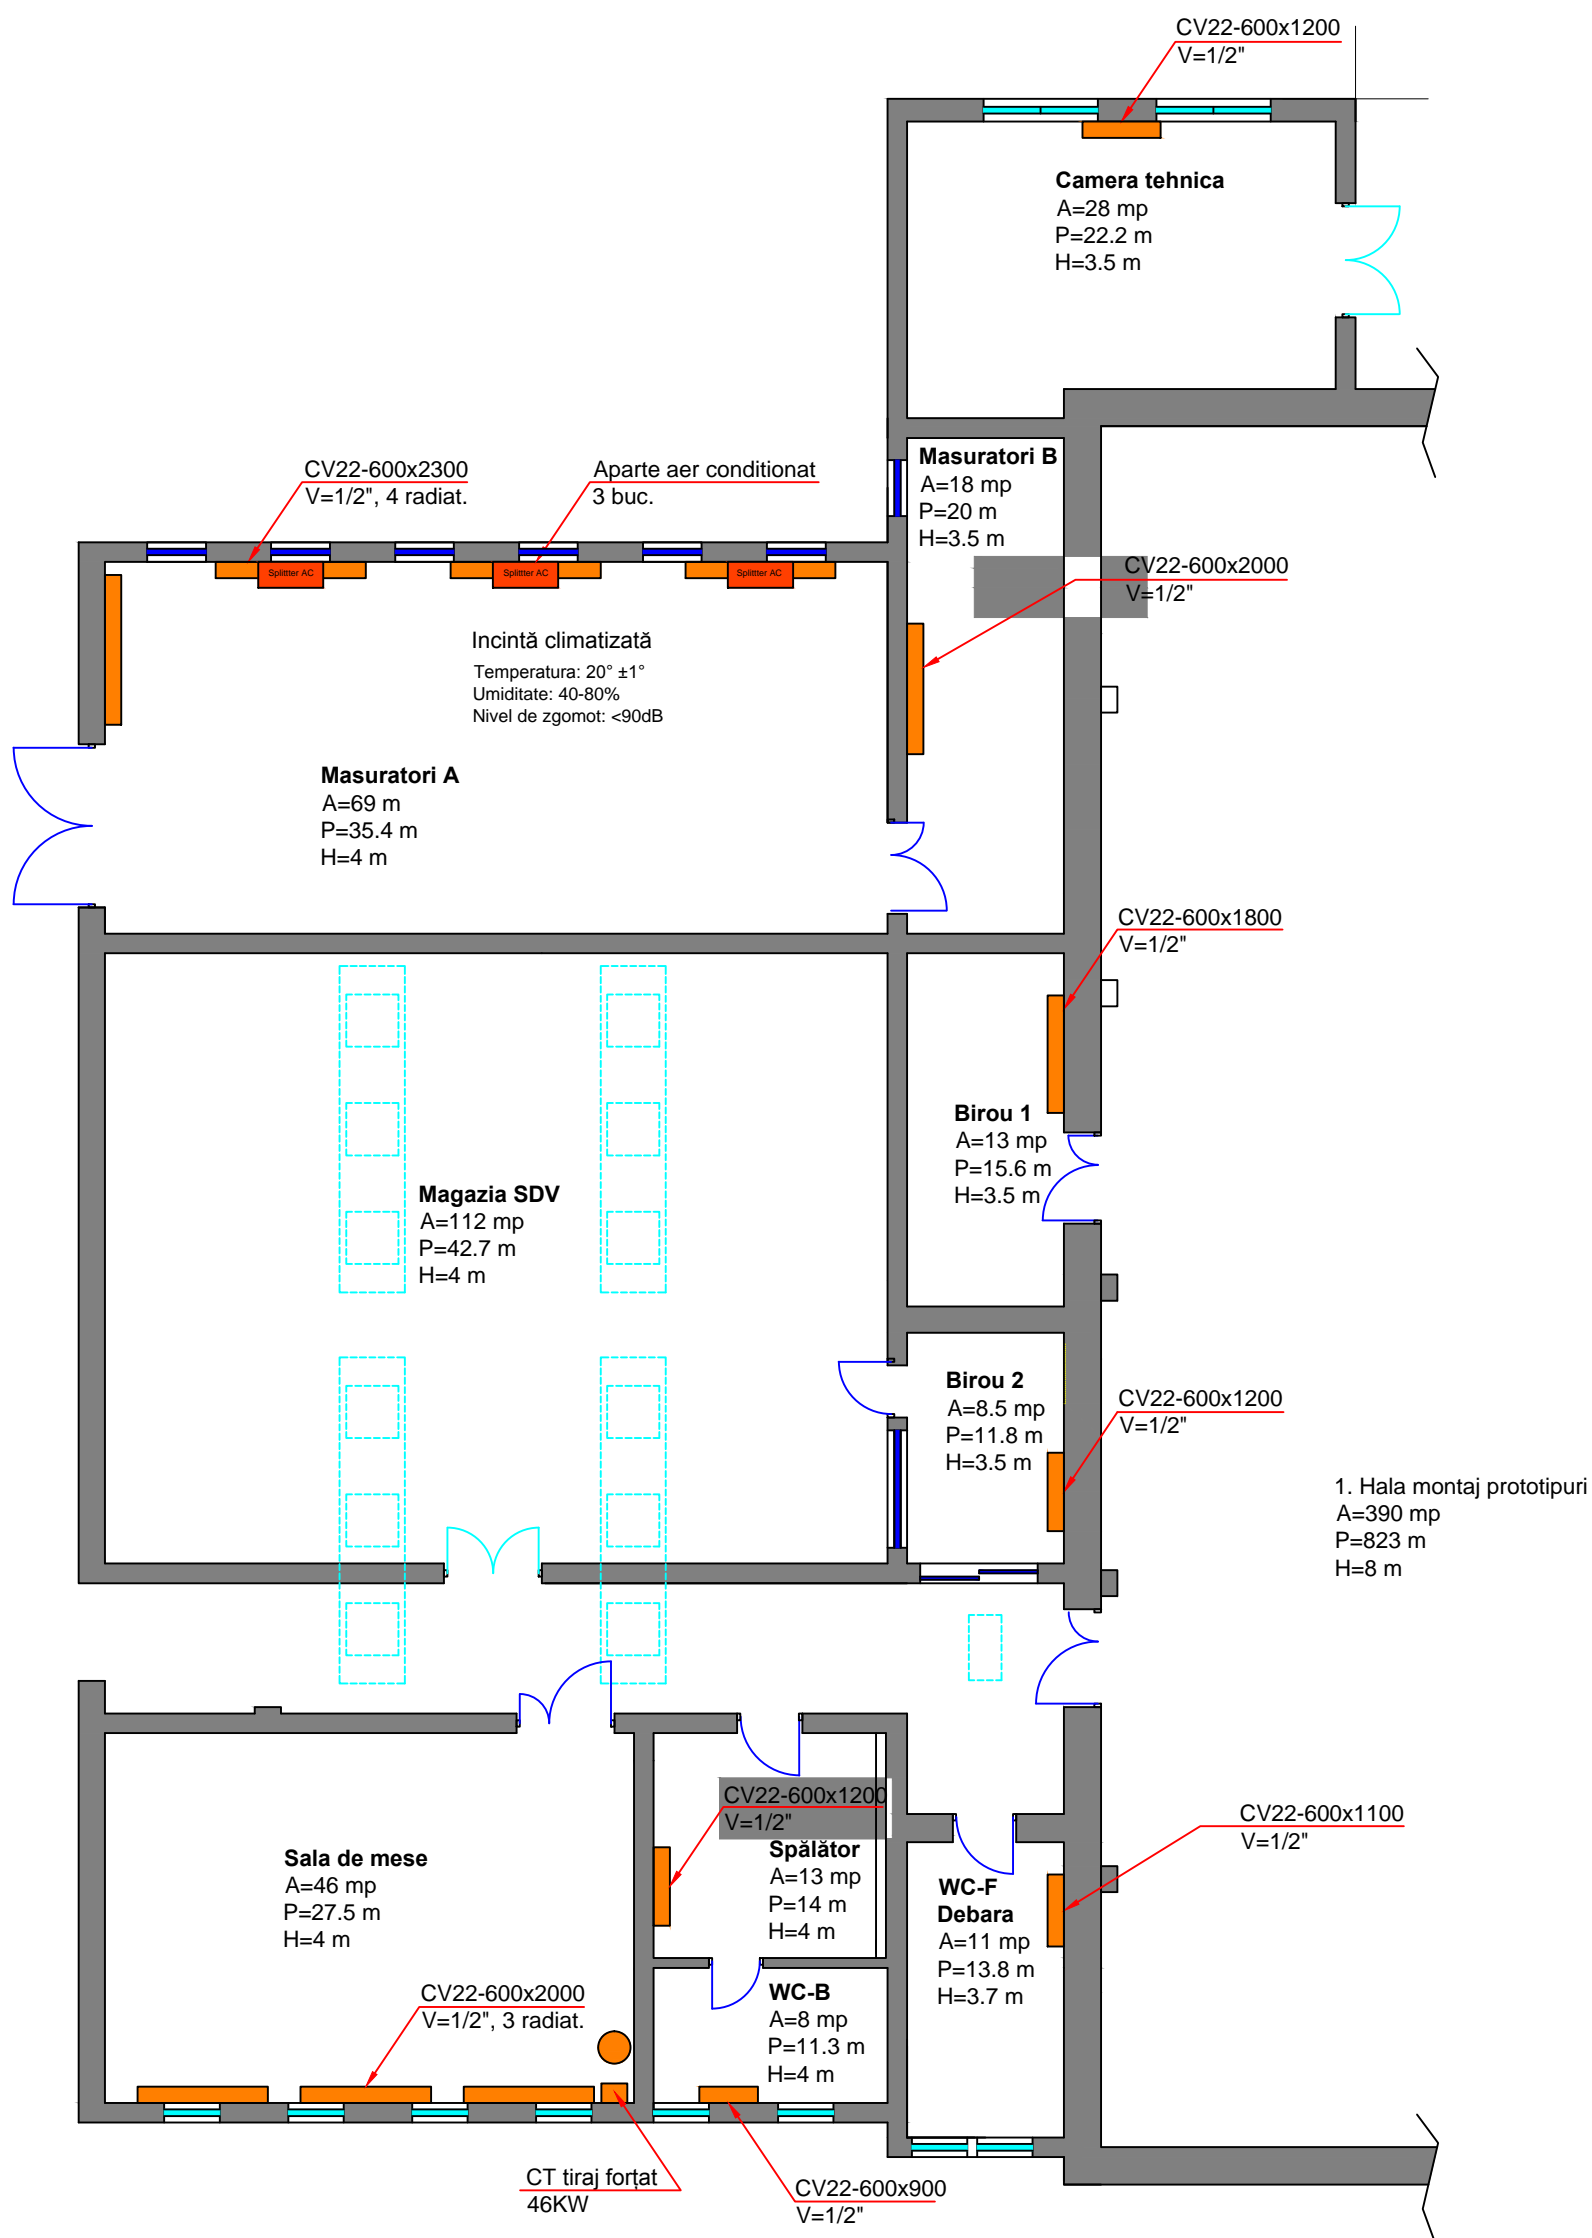 CV22-600x1200
V=1/2"
Camera tehnica
A=28 mp
P=22.2 m
H=3.5 m
CV22-600x2300
V=1/2", 4 radiat.
Aparte aer conditionat
3 buc.
Masuratori B
A=18 mp
P=20 m
H=3.5 m
CV22-600x2000
V=1/2"
Splittter AC
Splittter AC
Splittter AC
Incintă climatizată
Temperatura: 20° ±1°
Umiditate: 40-80%
Nivel de zgomot: <90dB
Masuratori A
A=69 m
P=35.4 m
H=4 m
CV22-600x1800
V=1/2"
Birou 1
A=13 mp
P=15.6 m
H=3.5 m
Magazia SDV
A=112 mp
P=42.7 m
H=4 m
Birou 2
A=8.5 mp
P=11.8 m
H=3.5 m
CV22-600x1200
V=1/2"
1. Hala montaj prototipuri
A=390 mp
P=823 m
H=8 m
CV22-600x1200
V=1/2"
Spălător
A=13 mp
P=14 m
H=4 m
CV22-600x1100
V=1/2"
Sala de mese
A=46 mp
P=27.5 m
H=4 m
WC-F
Debara
A=11 mp
P=13.8 m
H=3.7 m
CV22-600x2000
V=1/2", 3 radiat.
WC-B
A=8 mp
P=11.3 m
H=4 m
CT tiraj forțat
46KW
CV22-600x900
V=1/2"